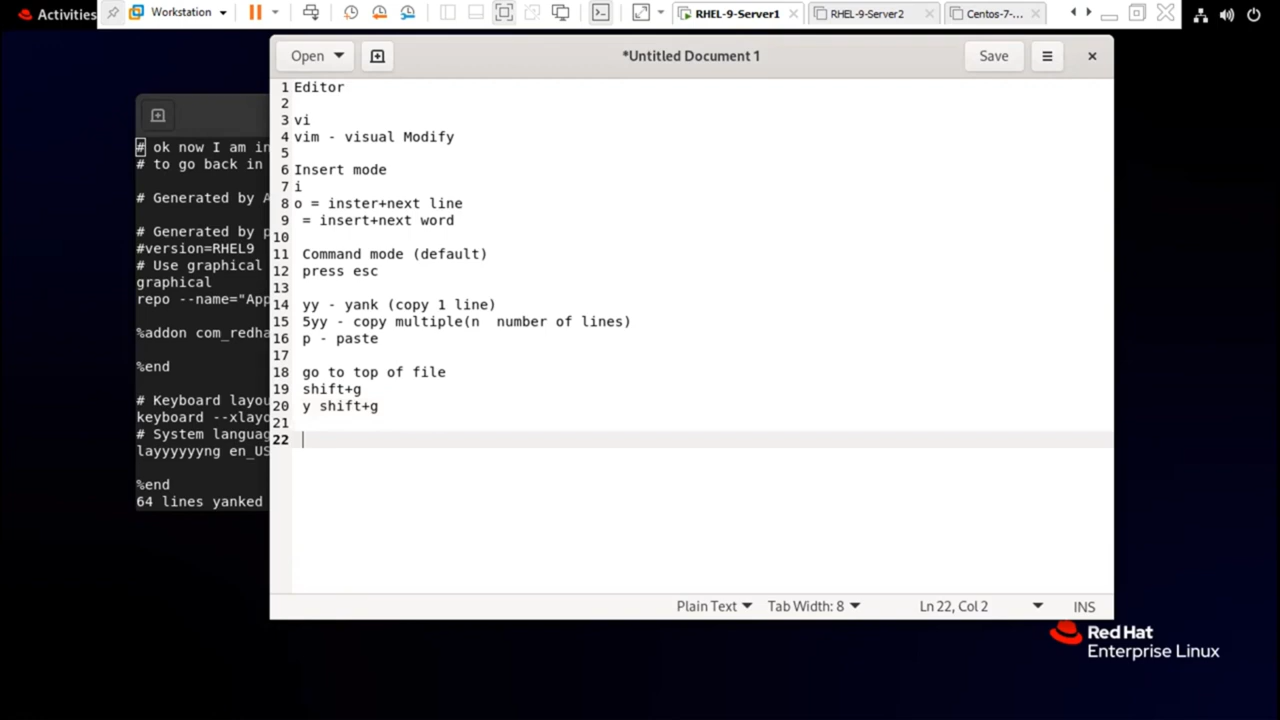 Activities
Workstation
RHEL-9-Server1
RHEL-9-Server2
Centos-7-...
Open
*Untitled Document 1
Save
1 Editor
2
3 vi
4 vim - visual Modify
5
6 Insert mode
7 i
8 o = inster+next line
9 = insert+next word
10
11 Command mode (default)
12 press esc
13
14 yy - yank (copy 1 line)
15 5yy - copy multiple(n  number of lines)
16 p - paste
17
18 go to top of file
19 shift+g
20 y shift+g
21
22
# ok now I am in
# to go back in
# Generated by A
# Generated by p
#version=RHEL9
# Use graphical
graphical
repo --name="App
%addon com_redha
%end
# Keyboard layou
keyboard --xlayo
# System languag
layyyyyyng en_US
%end
64 lines yanked
Plain Text
Tab Width: 8
Ln 22, Col 2
INS
Red Hat
Enterprise Linux